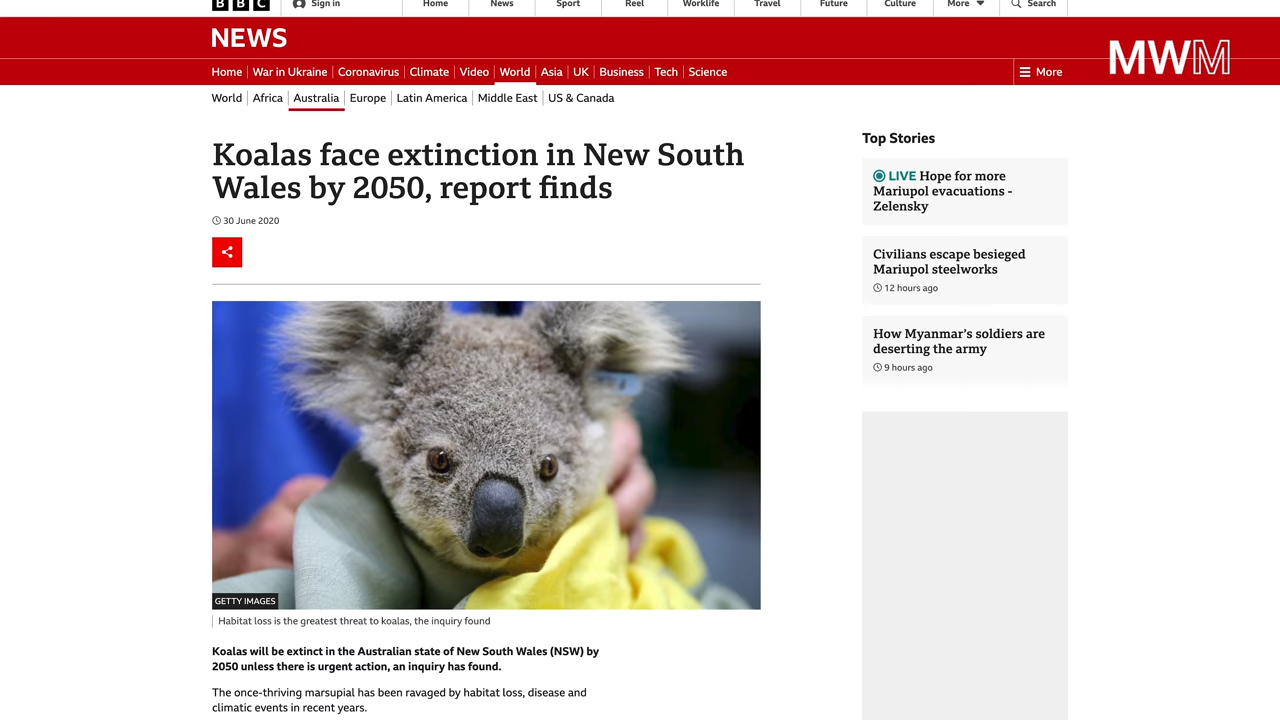 BBC
Sign in
Home
News
Sport
Reel
Worklife
Travel
Future
Culture
More
Search
NEWS
MWM
Home
War in Ukraine
Coronavirus
Climate
Video
World
Asia
UK
Business
Tech
Science
More
World
Africa
Australia
Europe
Latin America
Middle East
US & Canada
Koalas face extinction in New South
Wales by 2050, report finds
30 June 2020
GETTY IMAGES
Habitat loss is the greatest threat to koalas, the inquiry found
Koalas will be extinct in the Australian state of New South Wales (NSW) by
2050 unless there is urgent action, an inquiry has found.
The once-thriving marsupial has been ravaged by habitat loss, disease and
climatic events in recent years.
Top Stories
LIVE Hope for more
Mariupol evacuations -
Zelensky
Civilians escape besieged
Mariupol steelworks
12 hours ago
How Myanmar's soldiers are
deserting the army
9 hours ago